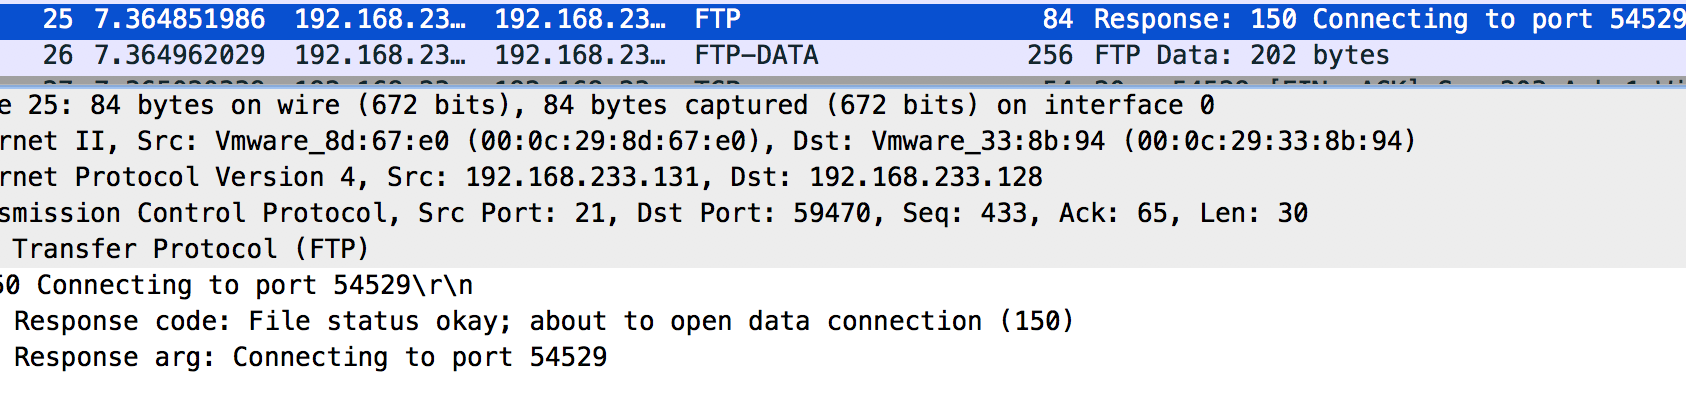 25 7.364851986 192.168.23… 192.168.23… FTP 84 Response: 150 Connecting to port 54529
26 7.364962029 192.168.23… 192.168.23… FTP-DATA 256 FTP Data: 202 bytes
e 25: 84 bytes on wire (672 bits), 84 bytes captured (672 bits) on interface 0
rnet II, Src: Vmware_8d:67:e0 (00:0c:29:8d:67:e0), Dst: Vmware_33:8b:94 (00:0c:29:33:8b:94)
rnet Protocol Version 4, Src: 192.168.233.131, Dst: 192.168.233.128
smission Control Protocol, Src Port: 21, Dst Port: 59470, Seq: 433, Ack: 65, Len: 30
Transfer Protocol (FTP)
50 Connecting to port 54529\r\n
Response code: File status okay; about to open data connection (150)
Response arg: Connecting to port 54529